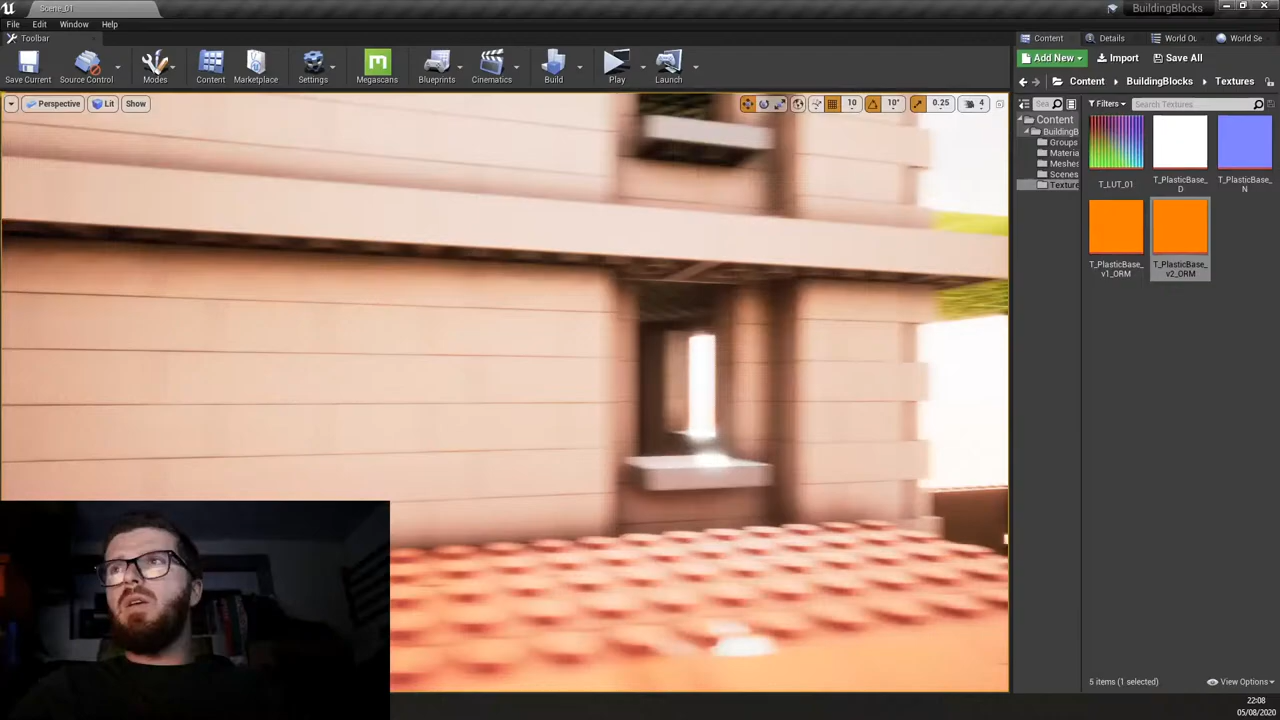 Scene_01
BuildingBlocks
File Edit Window Help
Toolbar
Content Details World Ou World Se
Save Current Source Control Modes Content Marketplace Settings Megascans Blueprints Cinematics Build Play Launch
Add New Import Save All
Content BuildingBlocks Textures
Perspective Lit Show 10 10° 0.25 4
Sea Filters Search Textures
Content
BuildingB
Groups
Materia
Meshes
Scenes
Texture
T_LUT_01 T_PlasticBase_D T_PlasticBase_N
T_PlasticBase_v1_ORM T_PlasticBase_v2_ORM
5 items (1 selected) View Options
22:08
05/08/2020